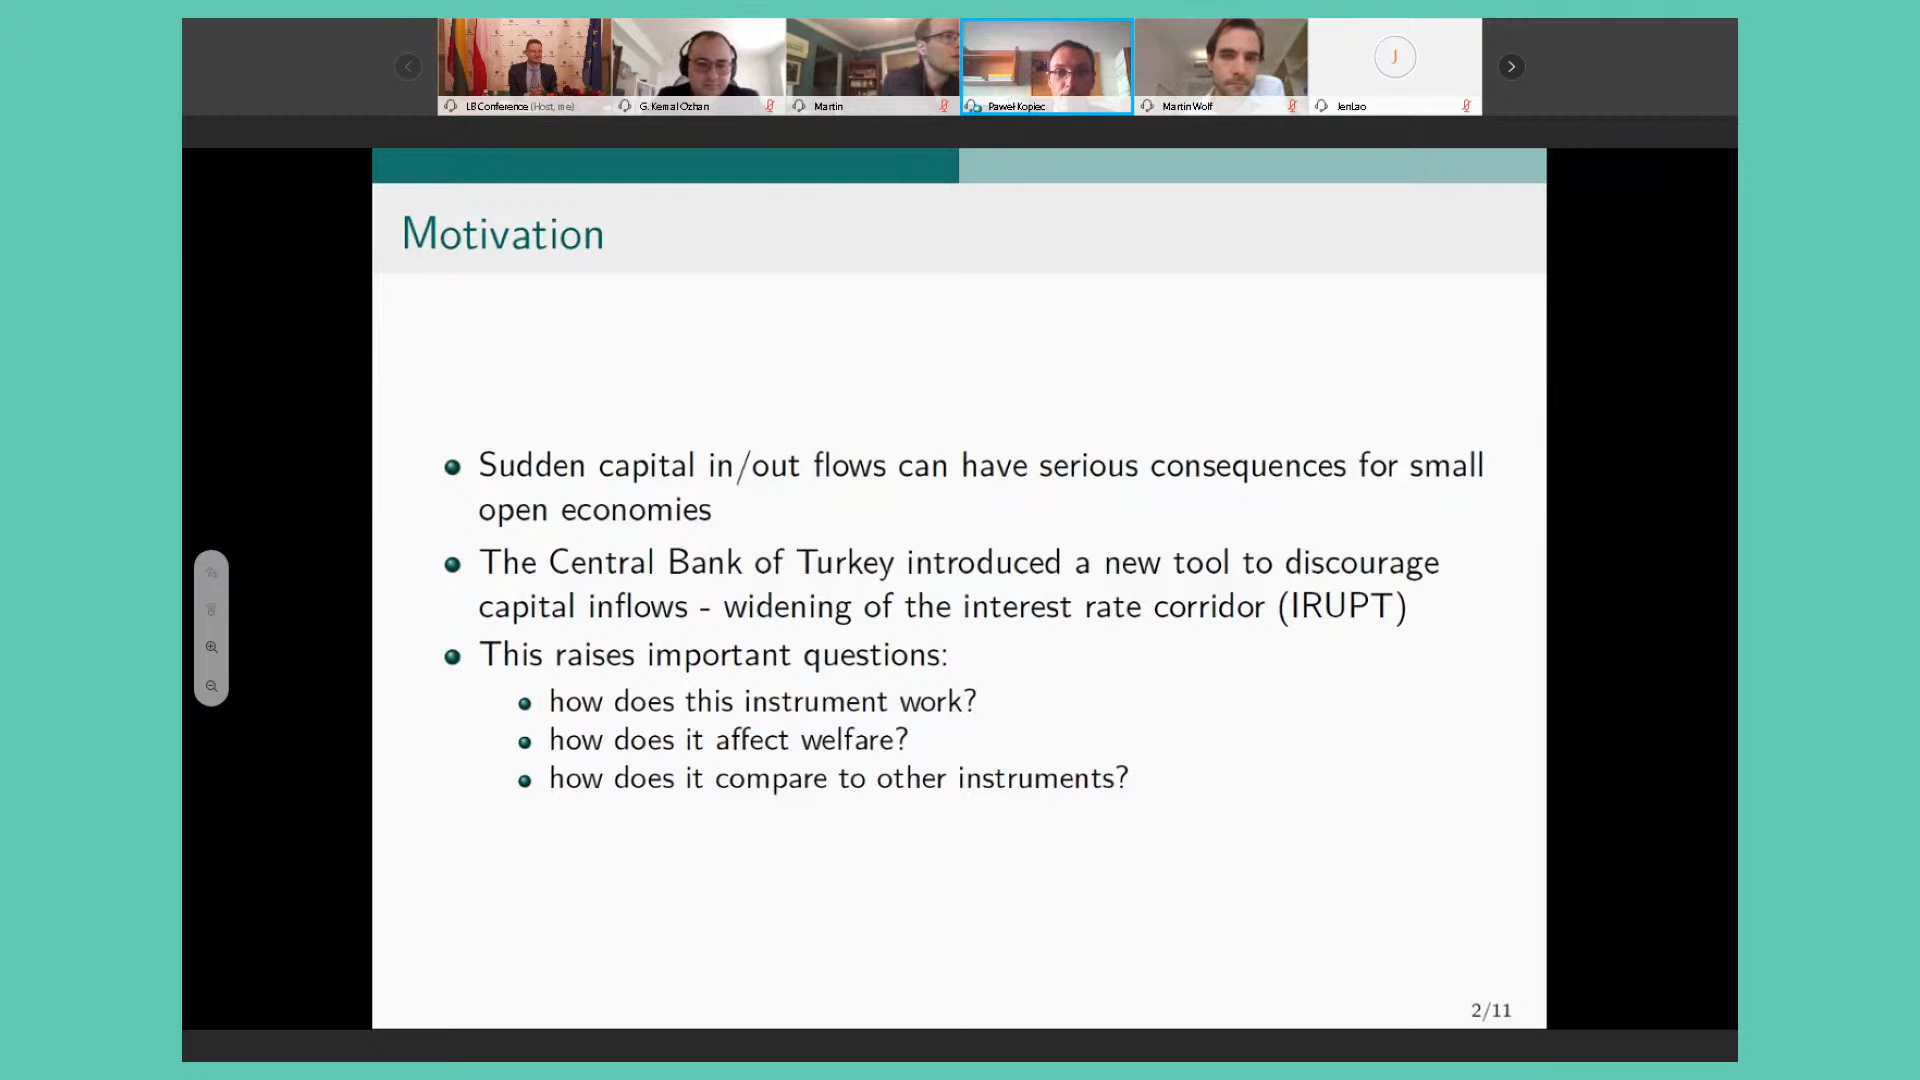 LB Conference (Host, me)
G. Kemal Ozhan
Martin
Paweł Kopiec
Martin Wolf
J
Jen Lao
Motivation
Sudden capital in/out flows can have serious consequences for small
open economies
The Central Bank of Turkey introduced a new tool to discourage
capital inflows - widening of the interest rate corridor (IRUPT)
This raises important questions:
how does this instrument work?
how does it affect welfare?
how does it compare to other instruments?
2/11